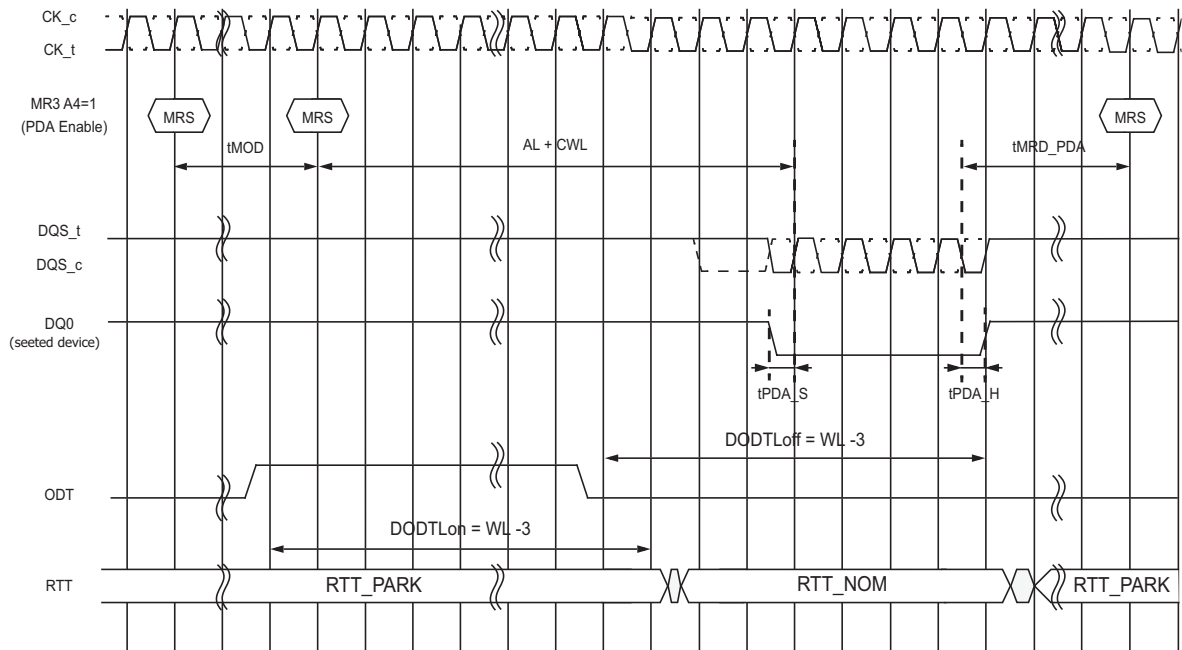 CK_c
CK_t
MR3 A4=1
(PDA Enable)
MRS
MRS
MRS
tMOD
AL + CWL
tMRD_PDA
DQS_t
DQS_c
DQ0
(seeted device)
tPDA_S
tPDA_H
DODTLoff = WL -3
ODT
DODTLon = WL -3
RTT
RTT_PARK
RTT_NOM
RTT_PARK